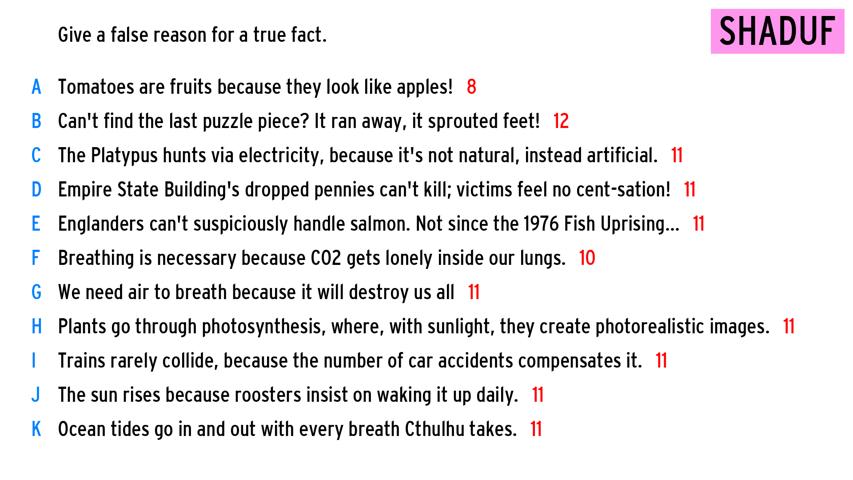 Give a false reason for a true fact.
SHADUF
A Tomatoes are fruits because they look like apples! 8
B Can't find the last puzzle piece? It ran away, it sprouted feet! 12
C The Platypus hunts via electricity, because it's not natural, instead artificial. 11
D Empire State Building's dropped pennies can't kill; victims feel no cent-sation! 11
E Englanders can't suspiciously handle salmon. Not since the 1976 Fish Uprising... 11
F Breathing is necessary because CO2 gets lonely inside our lungs. 10
G We need air to breath because it will destroy us all 11
H Plants go through photosynthesis, where, with sunlight, they create photorealistic images. 11
I Trains rarely collide, because the number of car accidents compensates it. 11
J The sun rises because roosters insist on waking it up daily. 11
K Ocean tides go in and out with every breath Cthulhu takes. 11